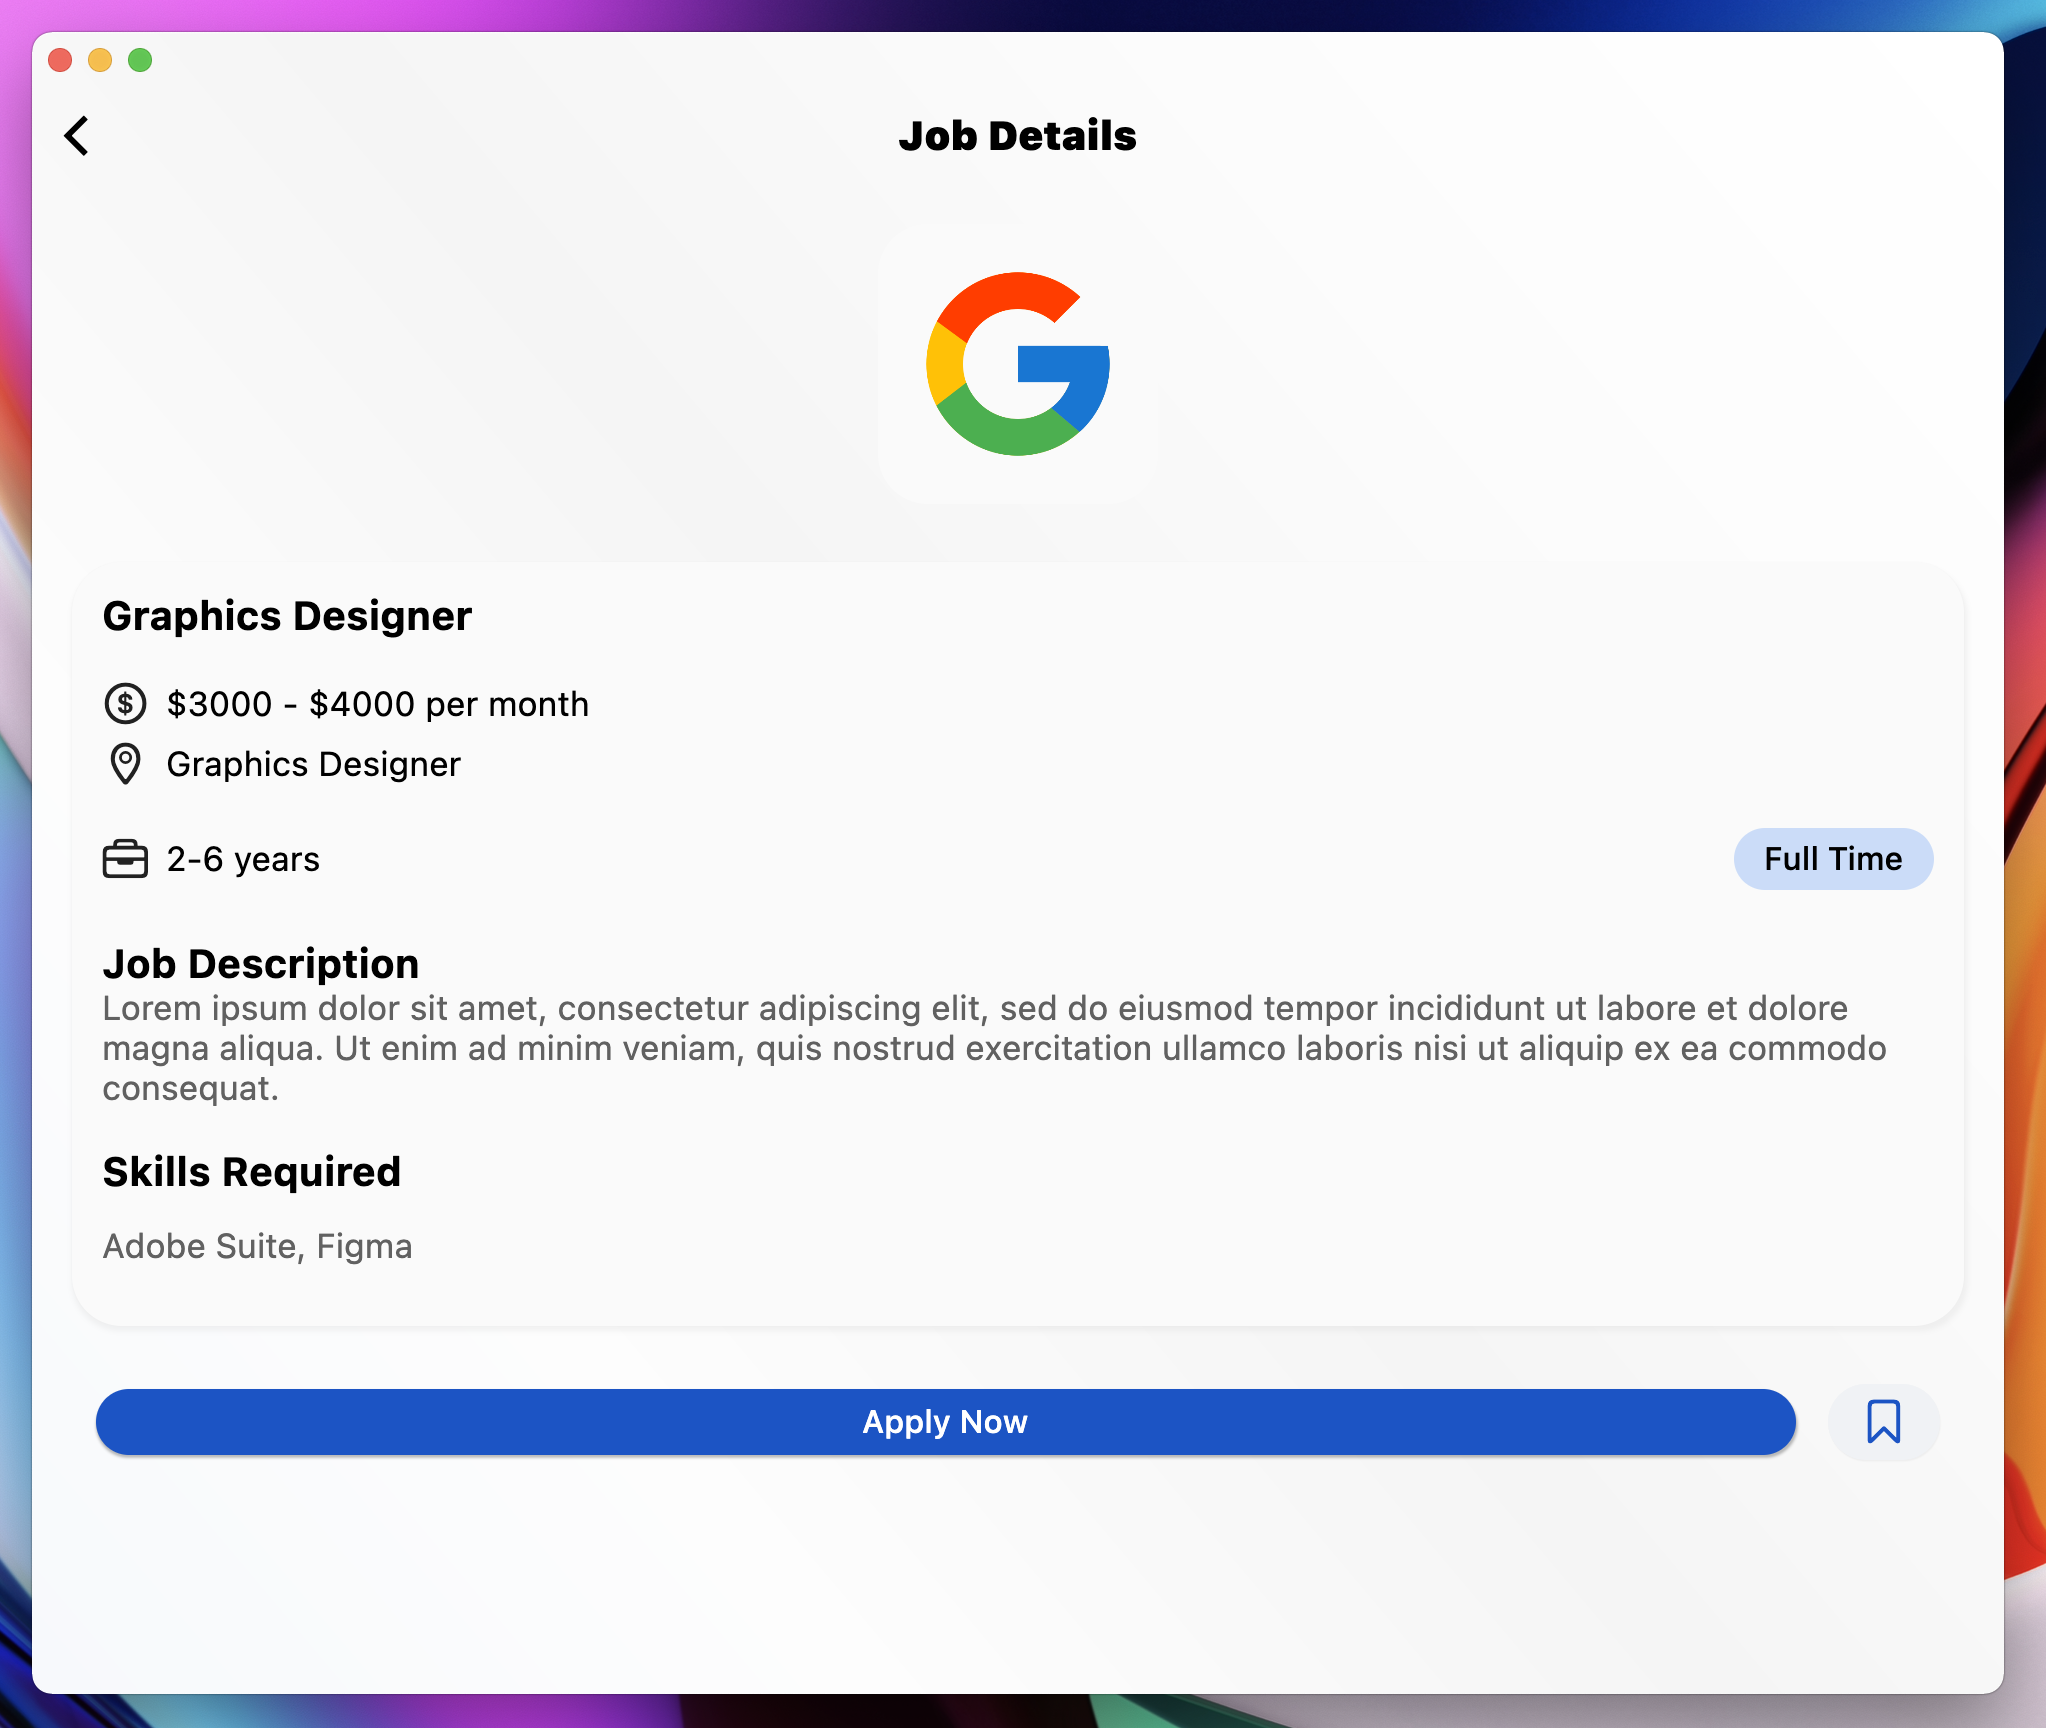 Job Details
Graphics Designer
$3000 - $4000 per month
Graphics Designer
2-6 years
Full Time
Job Description
Lorem ipsum dolor sit amet, consectetur adipiscing elit, sed do eiusmod tempor incididunt ut labore et dolore
magna aliqua. Ut enim ad minim veniam, quis nostrud exercitation ullamco laboris nisi ut aliquip ex ea commodo
consequat.
Skills Required
Adobe Suite, Figma
Apply Now